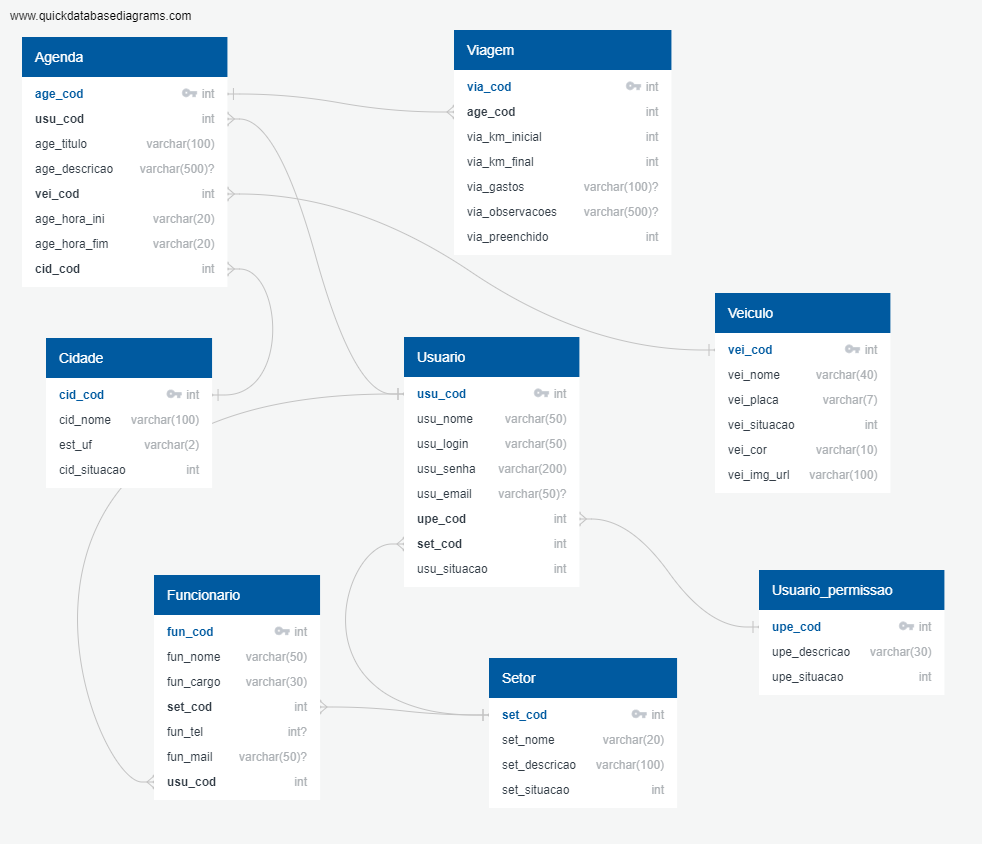 www.quickdatabasediagrams.com
Agenda
age_cod int
usu_cod int
age_titulo varchar(100)
age_descricao varchar(500)?
vei_cod int
age_hora_ini varchar(20)
age_hora_fim varchar(20)
cid_cod int
Viagem
via_cod int
age_cod int
via_km_inicial int
via_km_final int
via_gastos varchar(100)?
via_observacoes varchar(500)?
via_preenchido int
Veiculo
vei_cod int
vei_nome varchar(40)
vei_placa varchar(7)
vei_situacao int
vei_cor varchar(10)
vei_img_url varchar(100)
Cidade
cid_cod int
cid_nome varchar(100)
est_uf varchar(2)
cid_situacao int
Usuario
usu_cod int
usu_nome varchar(50)
usu_login varchar(50)
usu_senha varchar(200)
usu_email varchar(50)?
upe_cod int
set_cod int
usu_situacao int
Usuario_permissao
upe_cod int
upe_descricao varchar(30)
upe_situacao int
Funcionario
fun_cod int
fun_nome varchar(50)
fun_cargo varchar(30)
set_cod int
fun_tel int?
fun_mail varchar(50)?
usu_cod int
Setor
set_cod int
set_nome varchar(20)
set_descricao varchar(100)
set_situacao int